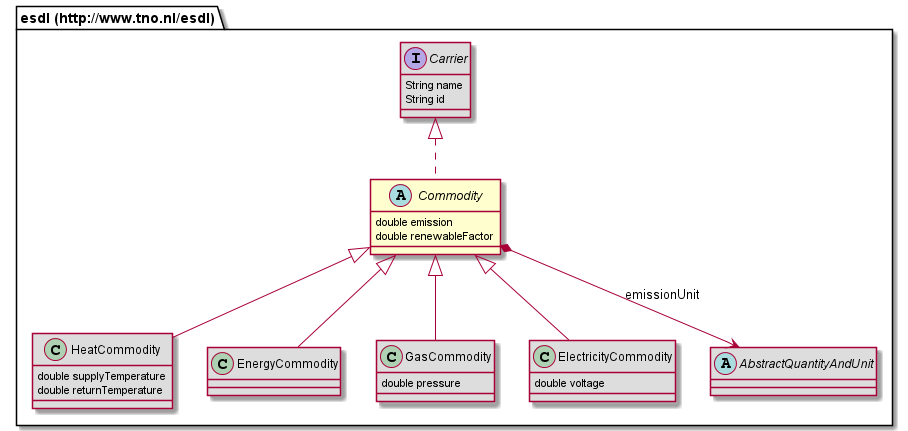 esdl (http://www.tno.nl/esdl)
I Carrier
String name
String id
A Commodity
double emission
double renewableFactor
emissionUnit
C HeatCommodity
double supplyTemperature
double returnTemperature
C EnergyCommodity
C GasCommodity
double pressure
C ElectricityCommodity
double voltage
A AbstractQuantityAndUnit